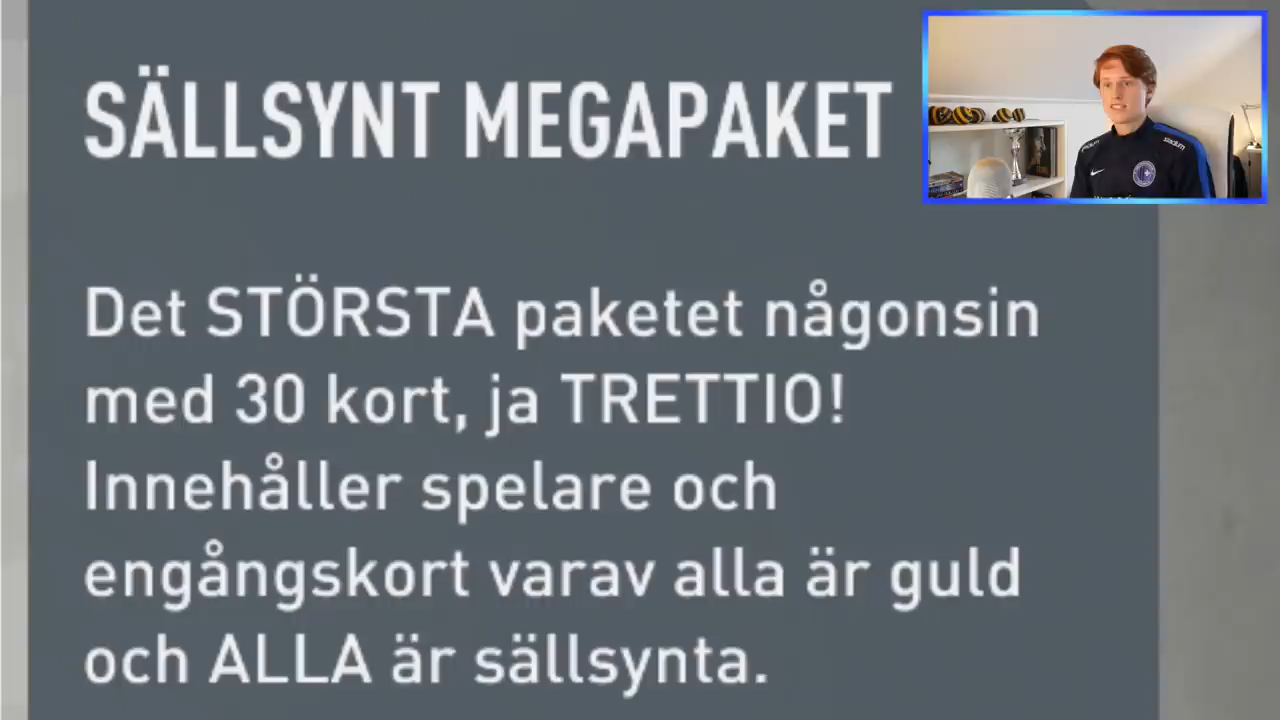 SÄLLSYNT MEGAPAKET
Det STÖRSTA paketet någonsin
med 30 kort, ja TRETTIO!
Innehåller spelare och
engångskort varav alla är guld
och ALLA är sällsynta.
stadium